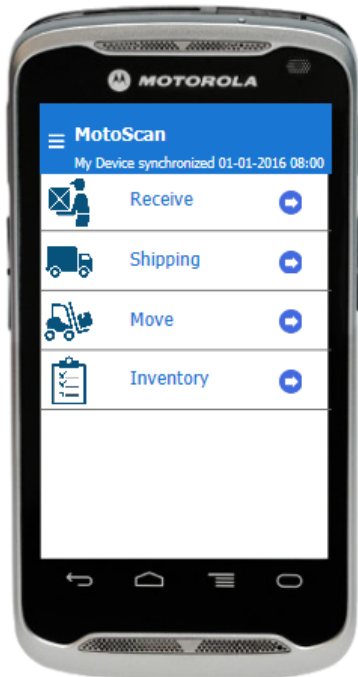 MOTOROLA
MotoScan
My Device synchronized 01-01-2016 08:00
Receive
Shipping
Move
Inventory